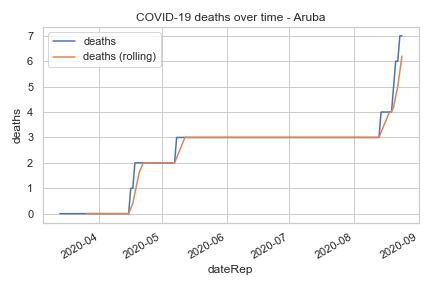 COVID-19 deaths over time - Aruba
deaths
deaths (rolling)
7
6
5
4
3
2
1
0
deaths
2020-04
2020-05
2020-06
2020-07
2020-08
2020-09
dateRep